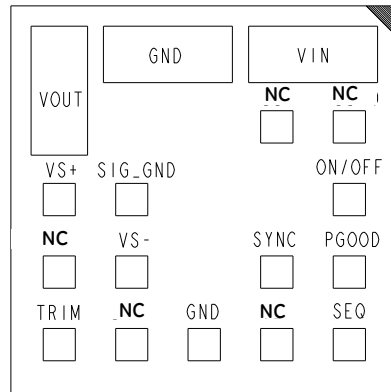 GND VIN
VOUT
NC NC
VS+ SIG_GND ON/OFF
NC VS- SYNC PGOOD
TRIM NC GND NC SEQ